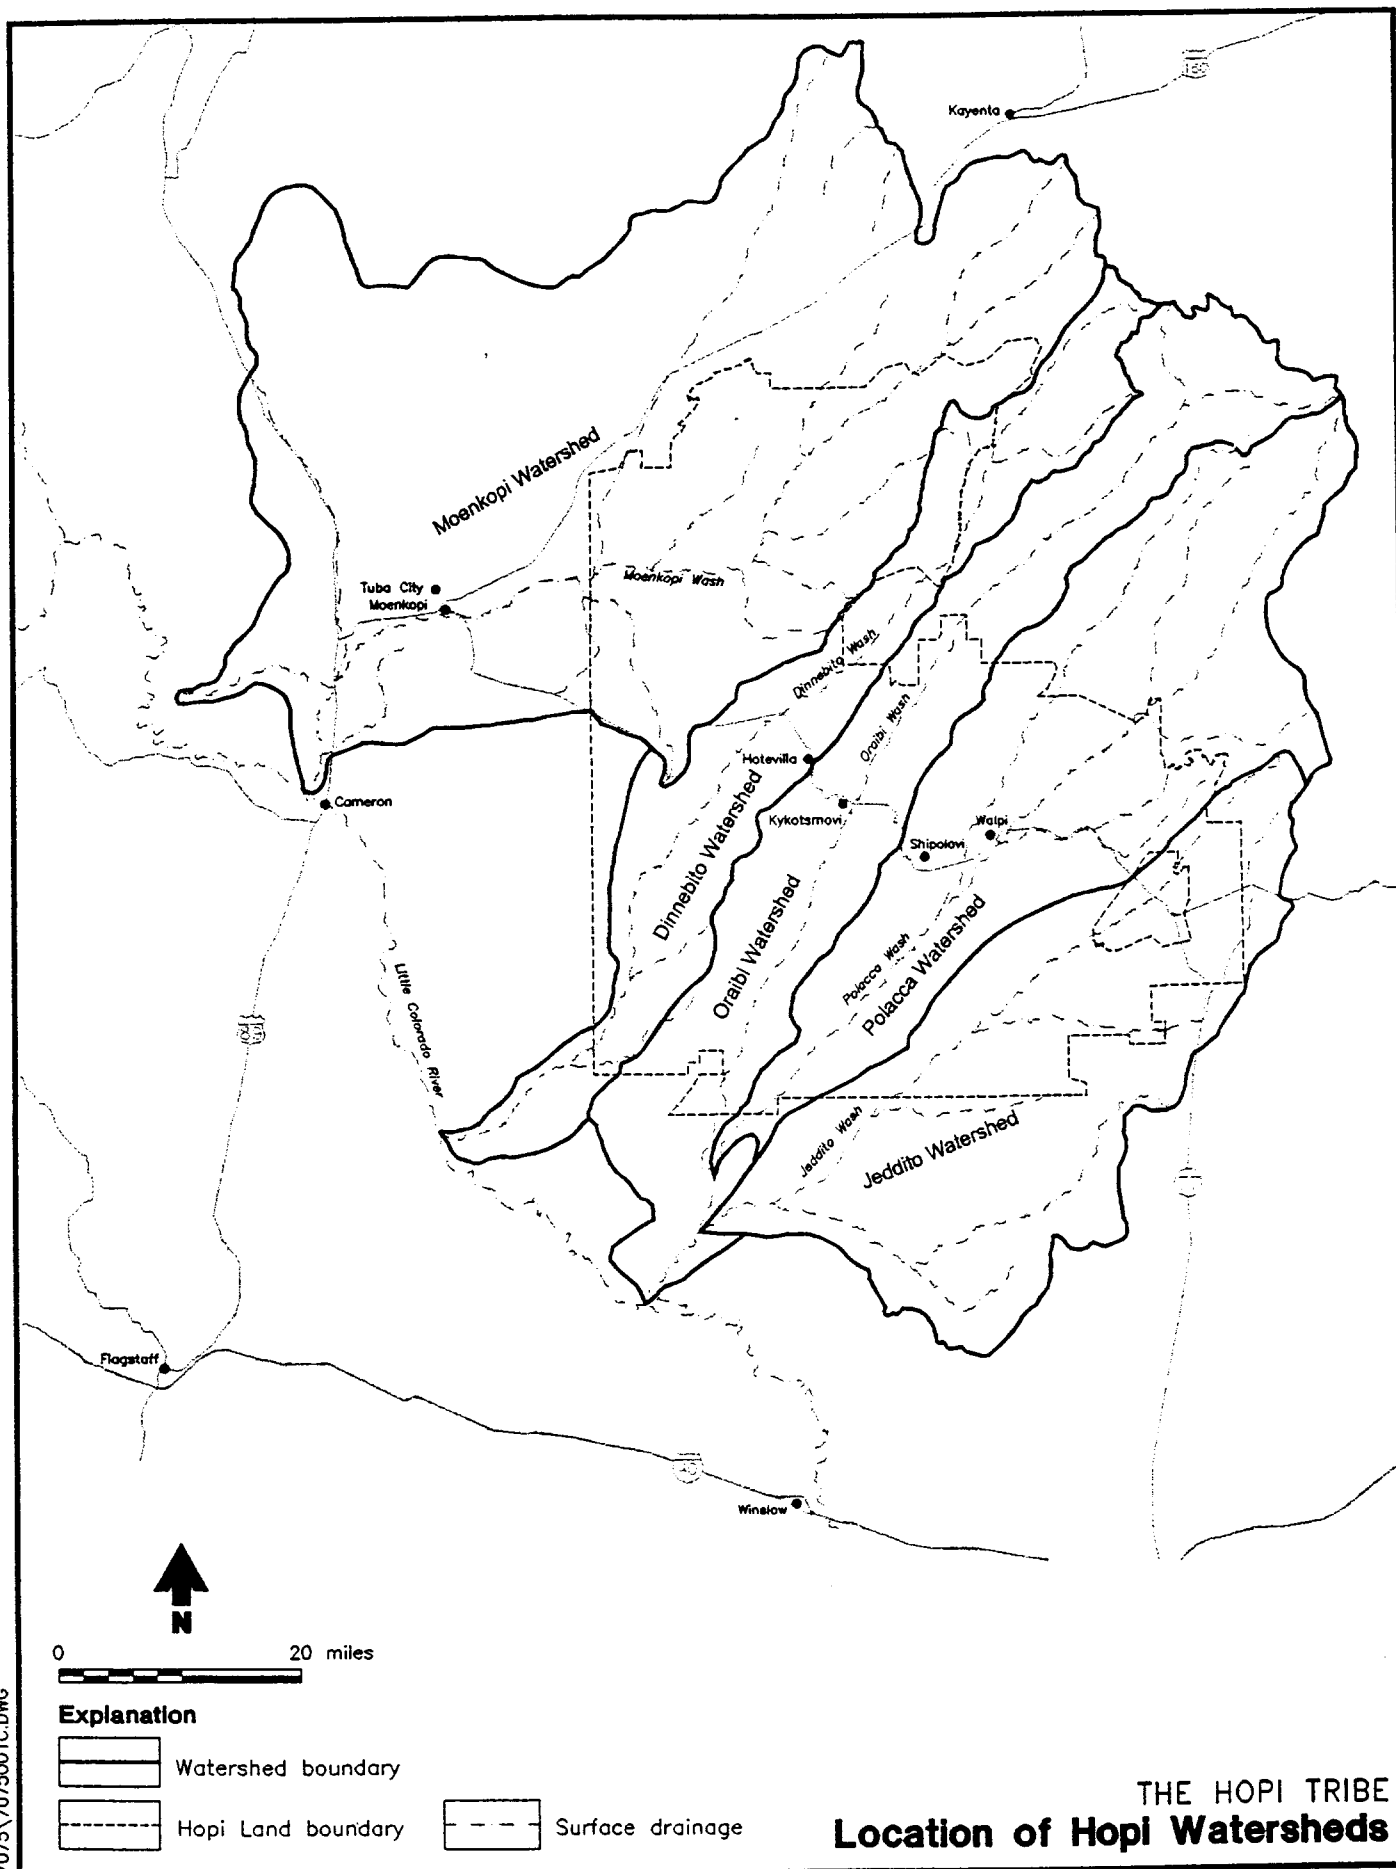 160
Kayenta
Moenkopi Watershed
Tuba City
Moenkopi
Moenkopi Wash
Dinnebito Wash
Oraibi Wash
Hotevilla
Cameron
Kykotsmovi
Walpi
Shipolovi
Dinnebito Watershed
Oraibi Watershed
Polacca Wash
Polacca Watershed
Little Colorado River
Jeddito Wash
Jeddito Watershed
Flagstaff
40
Winslow
N
0 20 miles
Explanation
Watershed boundary
Hopi Land boundary
Surface drainage
THE HOPI TRIBE
Location of Hopi Watersheds